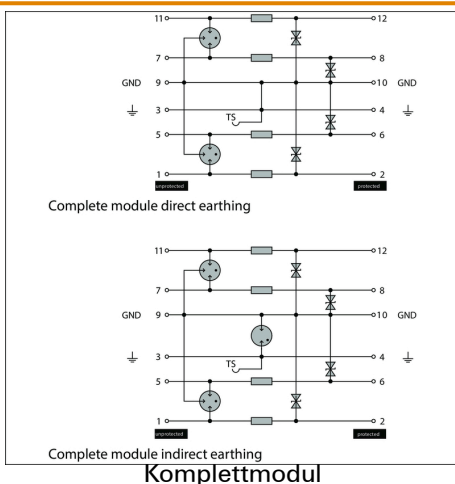 11 12
7 8
GND 9 10 GND
3 4
TS
5 6
1 2
unprotected protected
Complete module direct earthing
11 12
7 8
GND 9 10 GND
3 4
TS
5 6
1 2
unprotected protected
Complete module indirect earthing
Komplettmodul